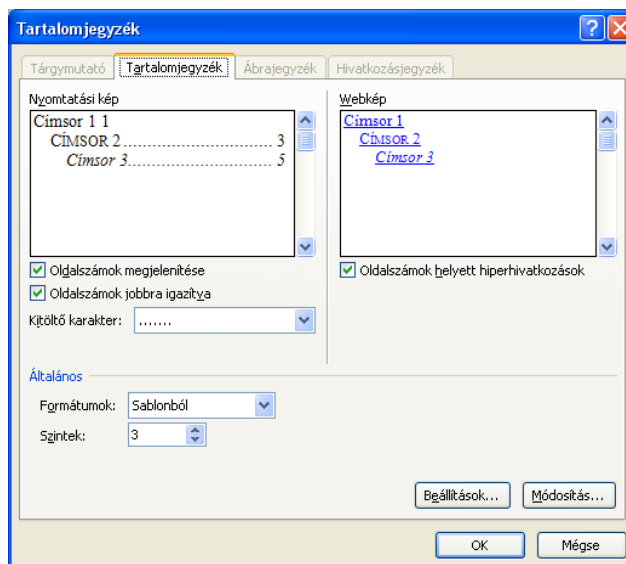 Tartalomjegyzék
Tárgymutató Tartalomjegyzék Ábrajegyzék Hivatkozásjegyzék
Nyomtatási kép
Címsor 1 1
CÍMSOR 2........................................ 3
Címsor 3..................................... 5
Webkép
Címsor 1
CÍMSOR 2
Címsor 3
Oldalszámok megjelenítése
Oldalszámok jobbra igazítva
Kitöltő karakter: .......
Oldalszámok helyett hiperhivatkozások
Általános
Formátumok: Sablonból
Szintek: 3
Beállítások... Módosítás...
OK Mégse